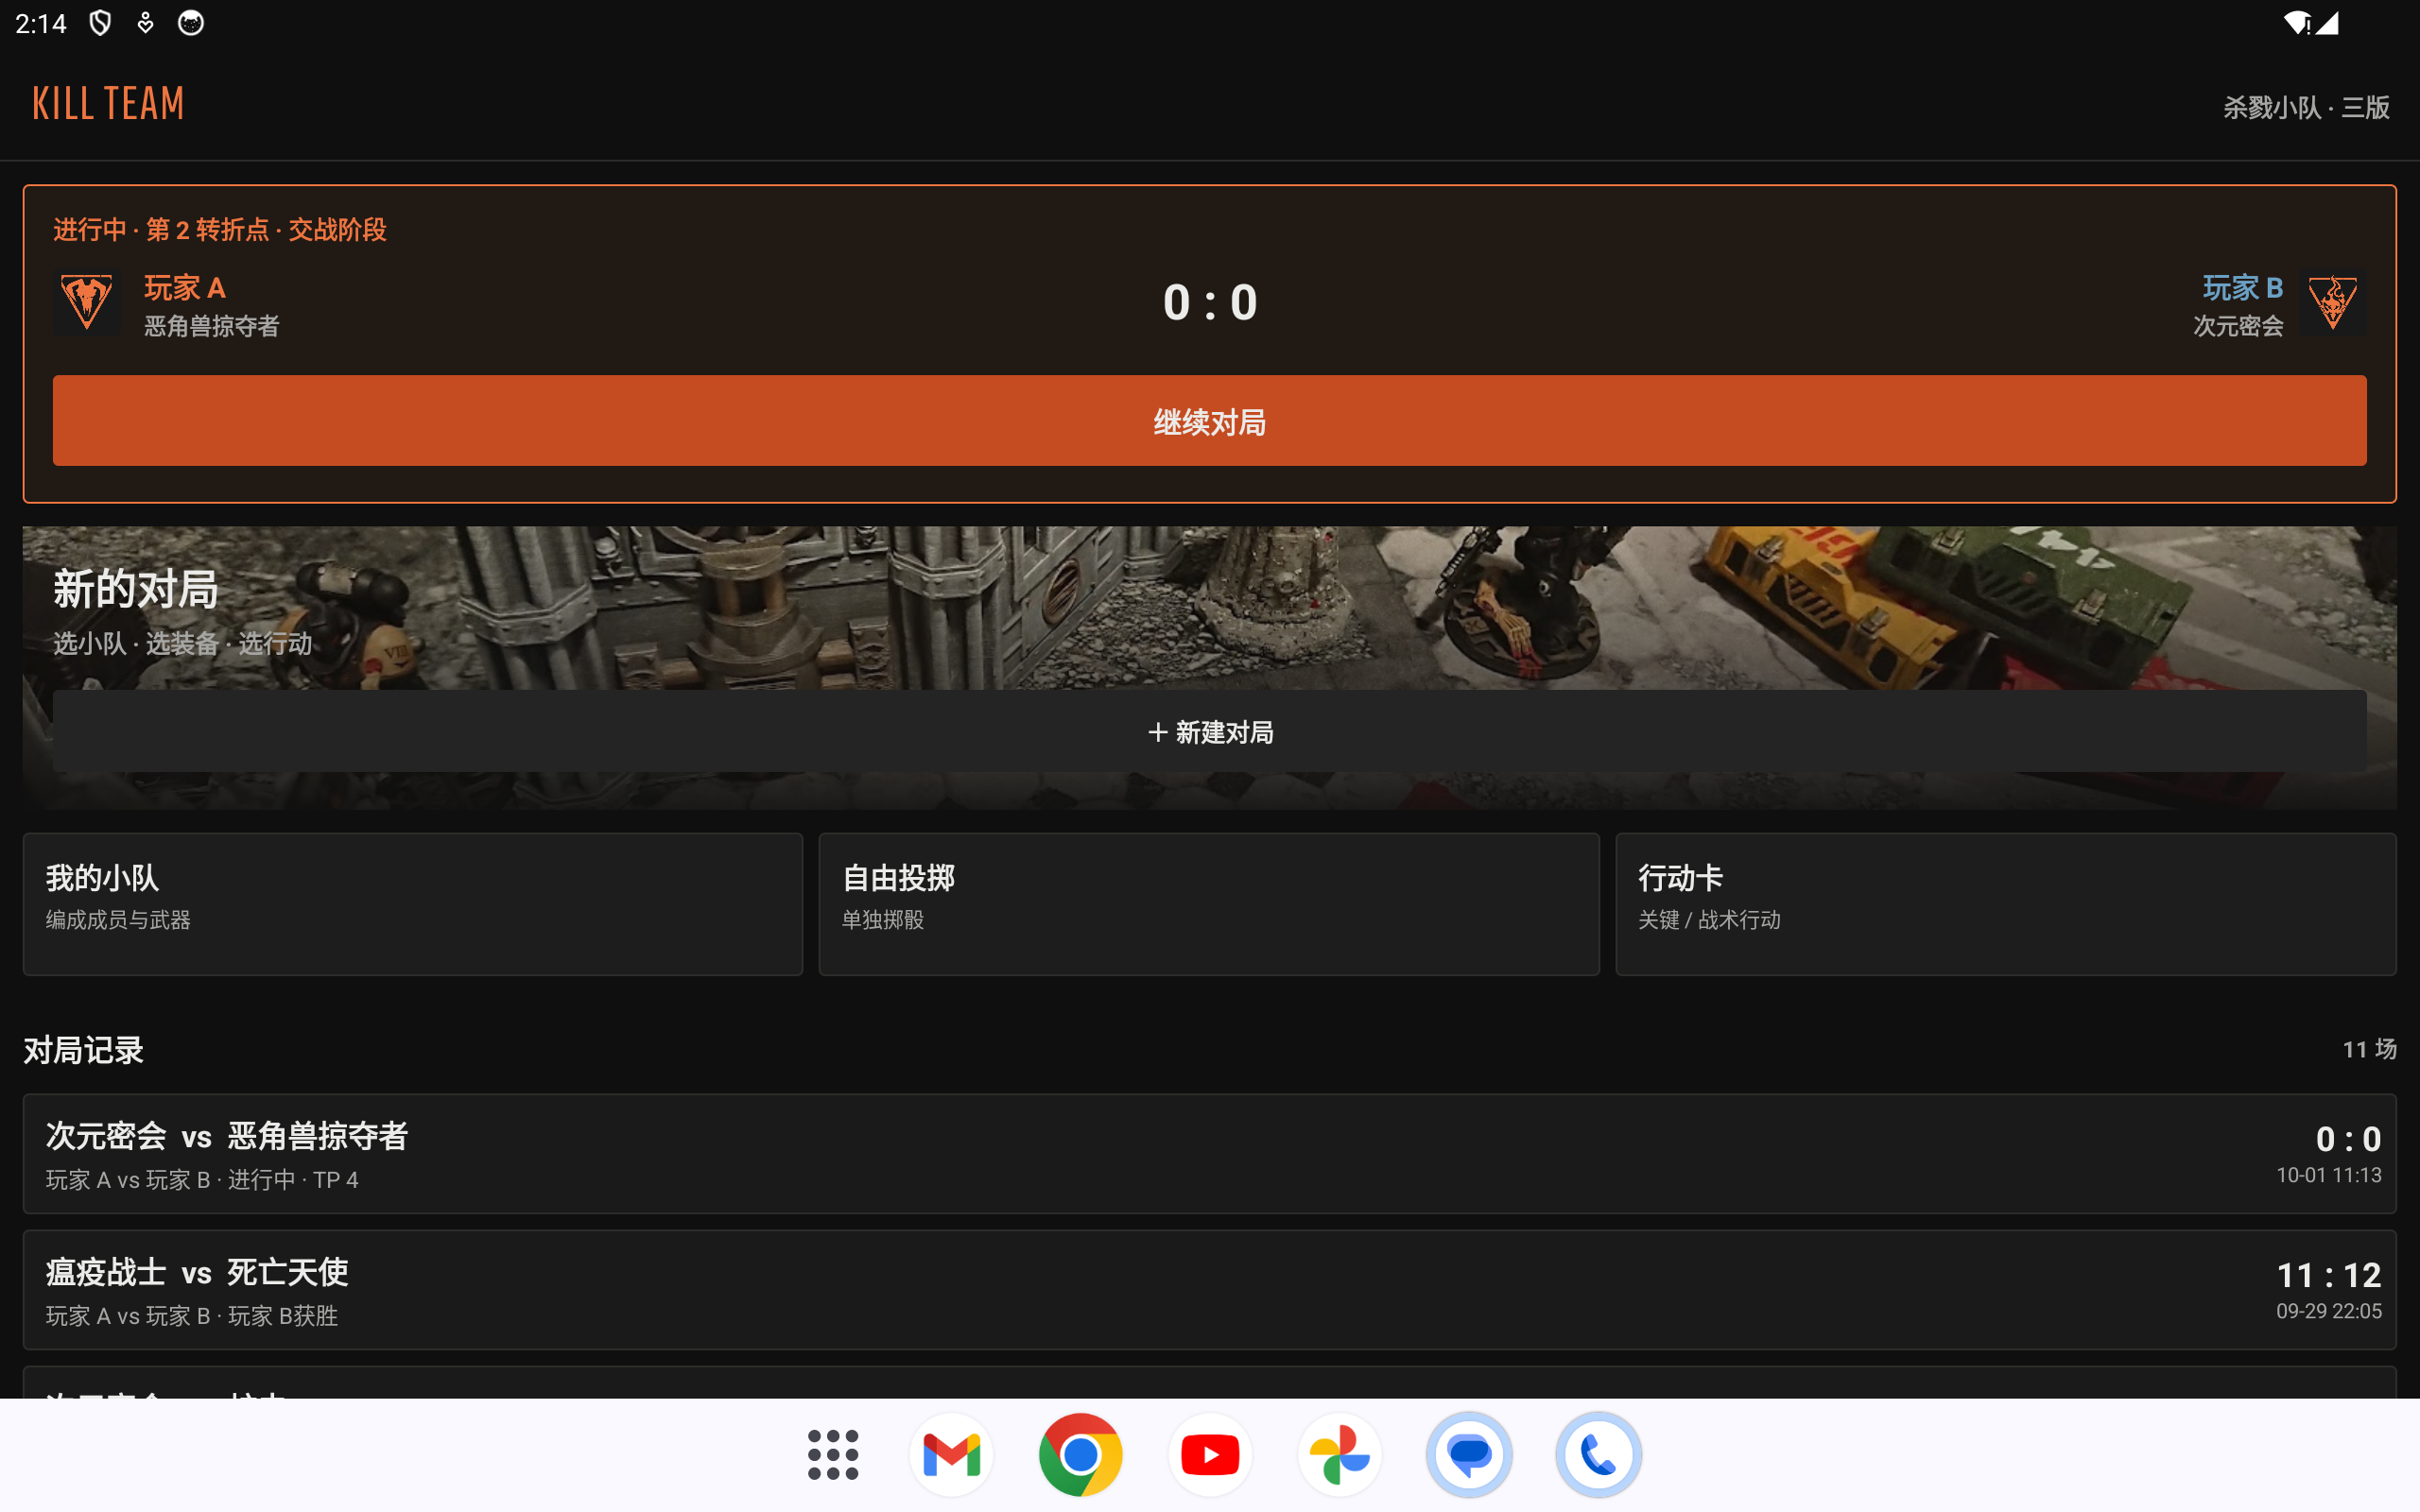 2:14
KILL TEAM
杀戮小队 · 三版
进行中 · 第 2 转折点 · 交战阶段
玩家 A
恶角兽掠夺者
0 : 0
玩家 B
次元密会
继续对局
新的对局
选小队 · 选装备 · 选行动
VIII
+ 新建对局
我的小队
编成成员与武器
自由投掷
单独掷骰
行动卡
关键 / 战术行动
对局记录
11 场
次元密会 vs 恶角兽掠夺者
0 : 0
玩家 A vs 玩家 B · 进行中 · TP 4
10-01 11:13
瘟疫战士 vs 死亡天使
11 : 12
玩家 A vs 玩家 B · 玩家 B获胜
09-29 22:05